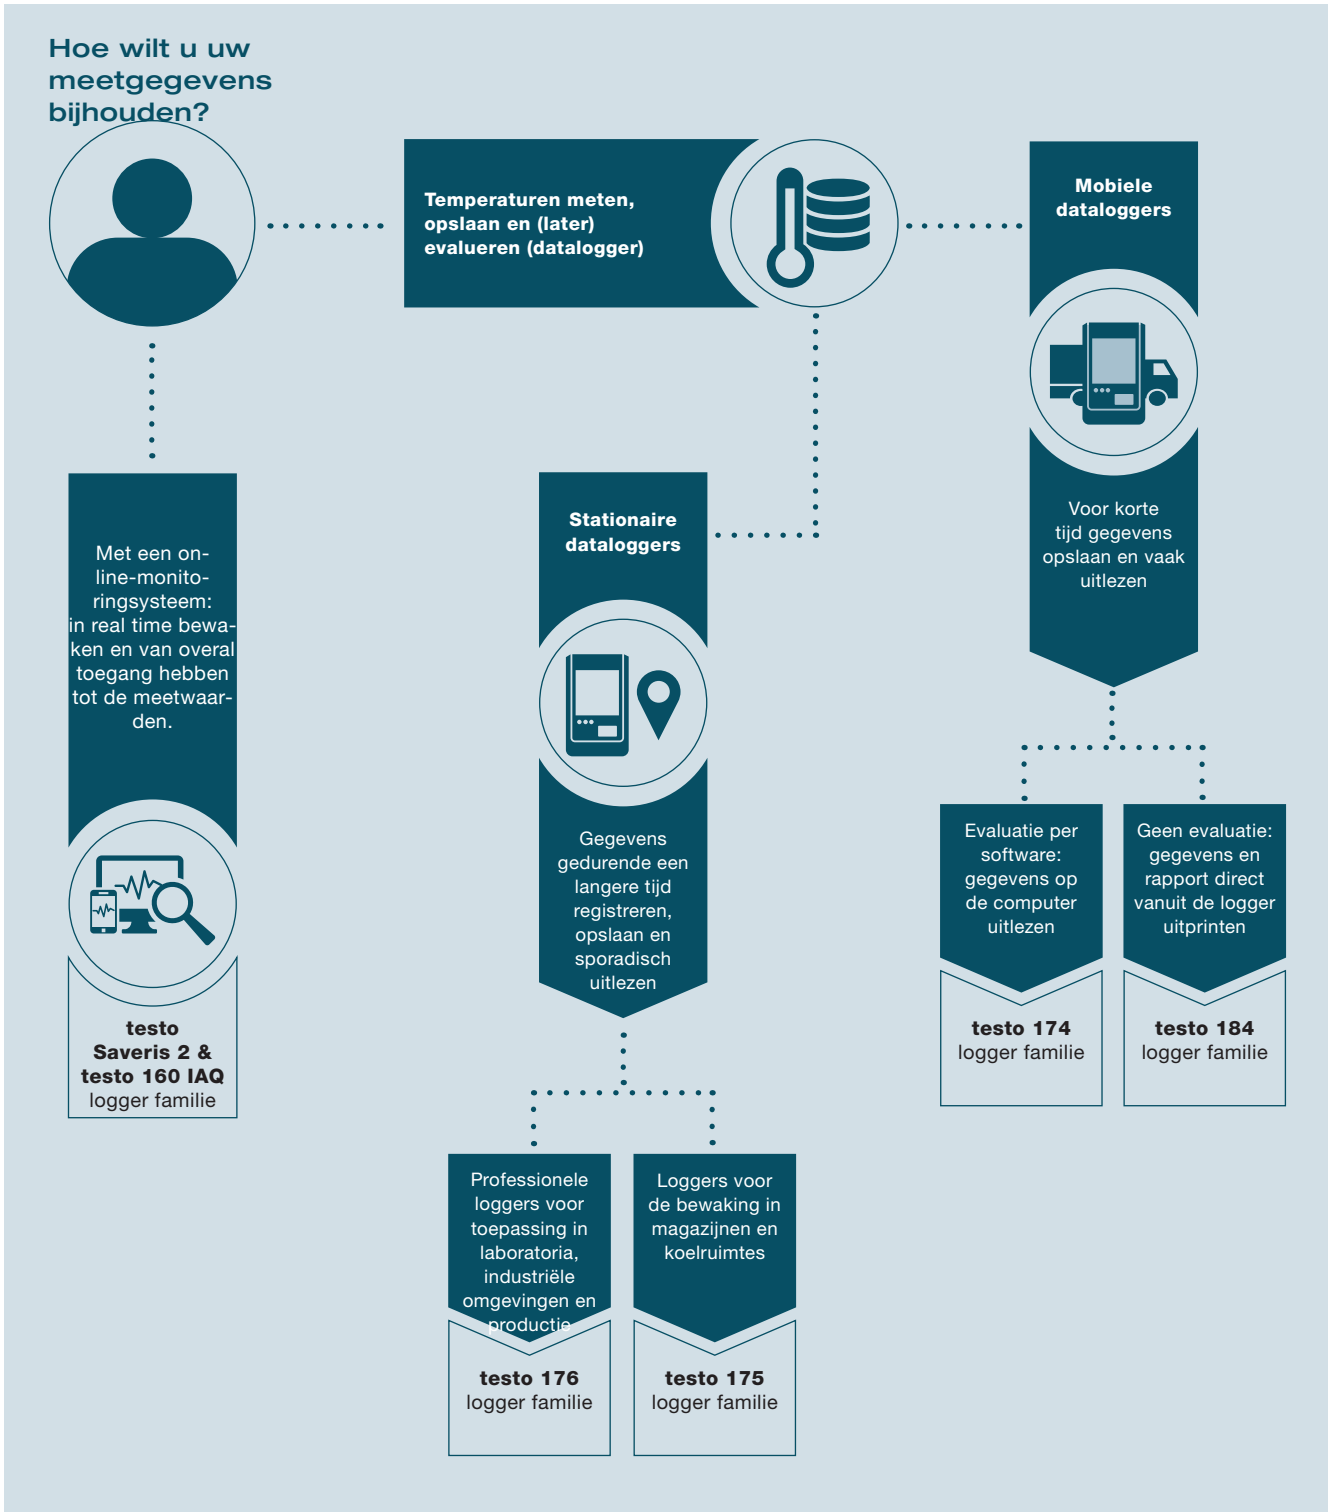 Hoe wilt u uw
meetgegevens
bijhouden?
Temperaturen meten,
opslaan en (later)
evalueren (datalogger)
Mobiele
dataloggers
Voor korte
tijd gegevens
opslaan en vaak
uitlezen
Met een on-
line-monito-
ringsysteem:
in real time bewa-
ken en van overal
toegang hebben
tot de meetwaar-
den.
testo
Saveris 2 &
testo 160 IAQ
logger familie
Stationaire
dataloggers
Gegevens
gedurende een
langere tijd
registreren,
opslaan en
sporadisch
uitlezen
Evaluatie per
software:
gegevens op
de computer
uitlezen
testo 174
logger familie
Geen evaluatie:
gegevens en
rapport direct
vanuit de logger
uitprinten
testo 184
logger familie
Professionele
loggers voor
toepassing in
laboratoria,
industriële
omgevingen en
productie
testo 176
logger familie
Loggers voor
de bewaking in
magazijnen en
koelruimtes
testo 175
logger familie